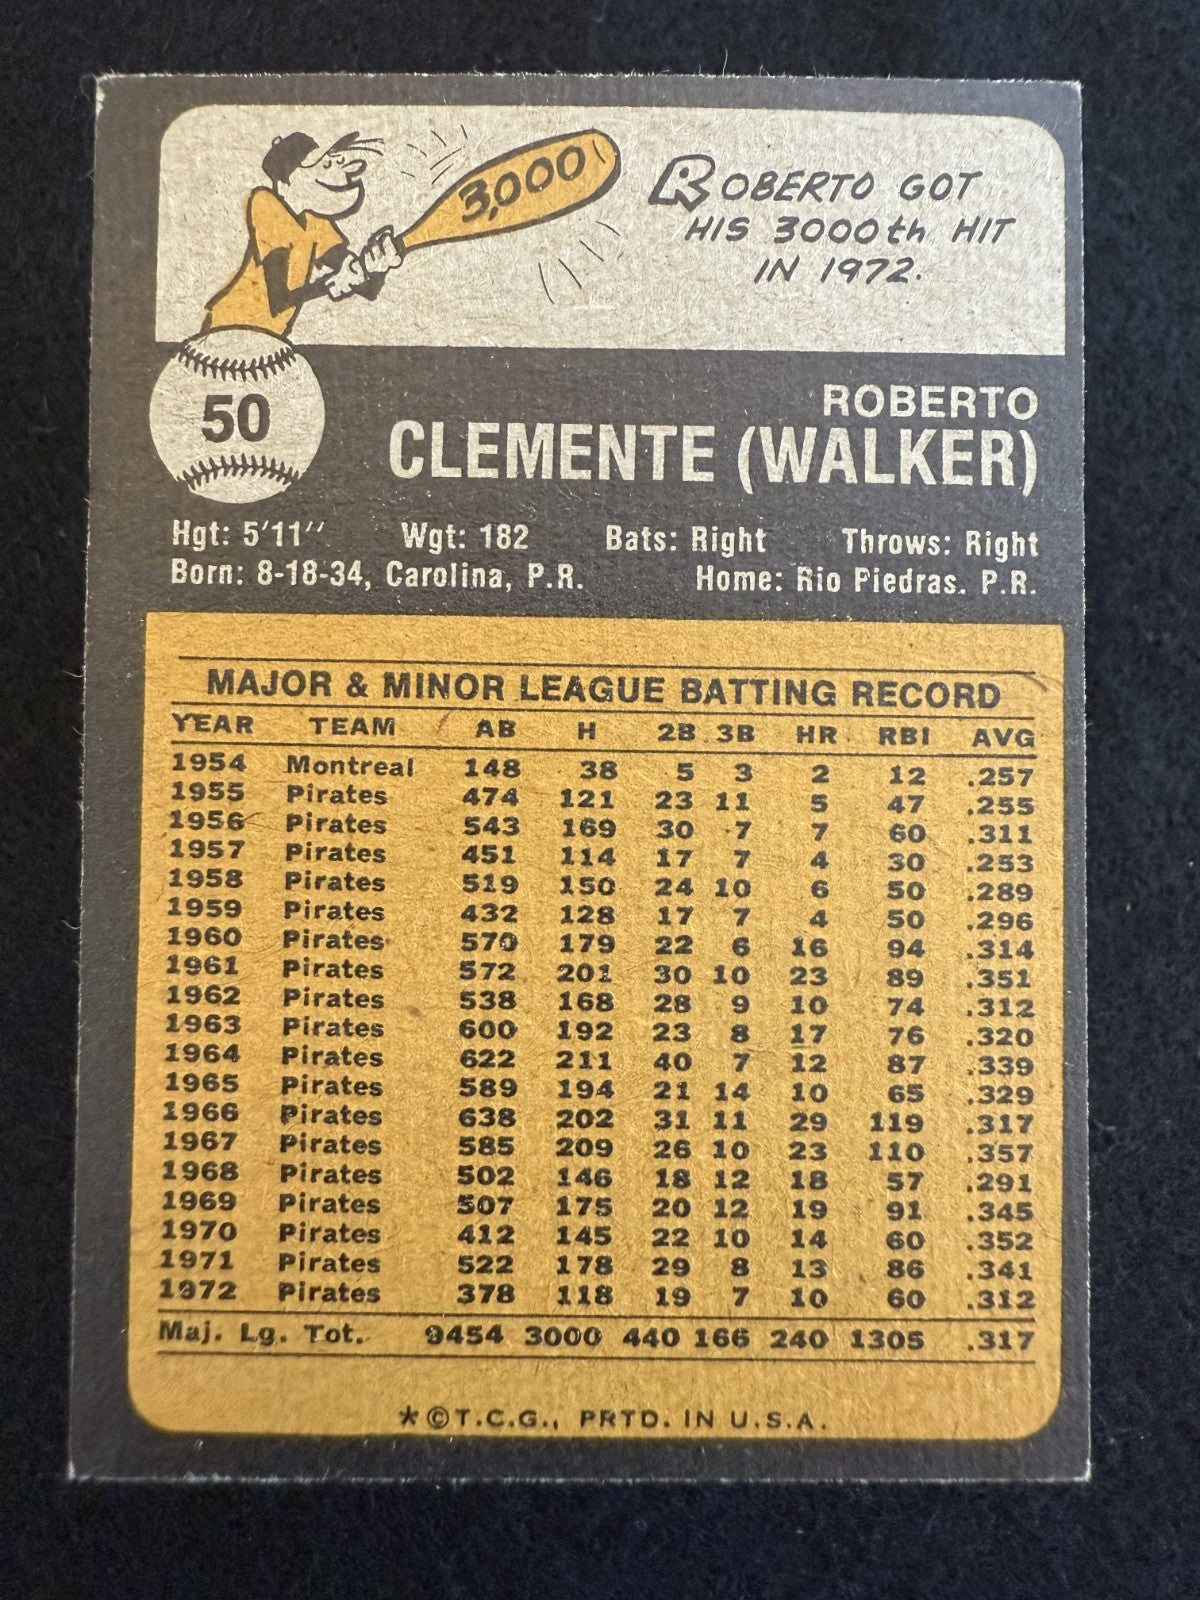 3,000
ROBERTO GOT
HIS 3000th HIT
IN 1972.
50
ROBERTO
CLEMENTE (WALKER)
Hgt: 5'11" Wgt: 182 Bats: Right Throws: Right
Born: 8-18-34, Carolina, P.R. Home: Rio Piedras. P.R.
MAJOR & MINOR LEAGUE BATTING RECORD
YEAR TEAM AB H 2B 3B HR RBI AVG
1954 Montreal 148 38 5 3 2 12 .257
1955 Pirates 474 121 23 11 5 47 .255
1956 Pirates 543 169 30 7 7 60 .311
1957 Pirates 451 114 17 7 4 30 .253
1958 Pirates 519 150 24 10 6 50 .289
1959 Pirates 432 128 17 7 4 50 .296
1960 Pirates 570 179 22 6 16 94 .314
1961 Pirates 572 201 30 10 23 89 .351
1962 Pirates 538 168 28 9 10 74 .312
1963 Pirates 600 192 23 8 17 76 .320
1964 Pirates 622 211 40 7 12 87 .339
1965 Pirates 589 194 21 14 10 65 .329
1966 Pirates 638 202 31 11 29 119 .317
1967 Pirates 585 209 26 10 23 110 .357
1968 Pirates 502 146 18 12 18 57 .291
1969 Pirates 507 175 20 12 19 91 .345
1970 Pirates 412 145 22 10 14 60 .352
1971 Pirates 522 178 29 8 13 86 .341
1972 Pirates 378 118 19 7 10 60 .312
Maj. Lg. Tot. 9454 3000 440 166 240 1305 .317
*©T.C.G., PRTD. IN U.S.A.